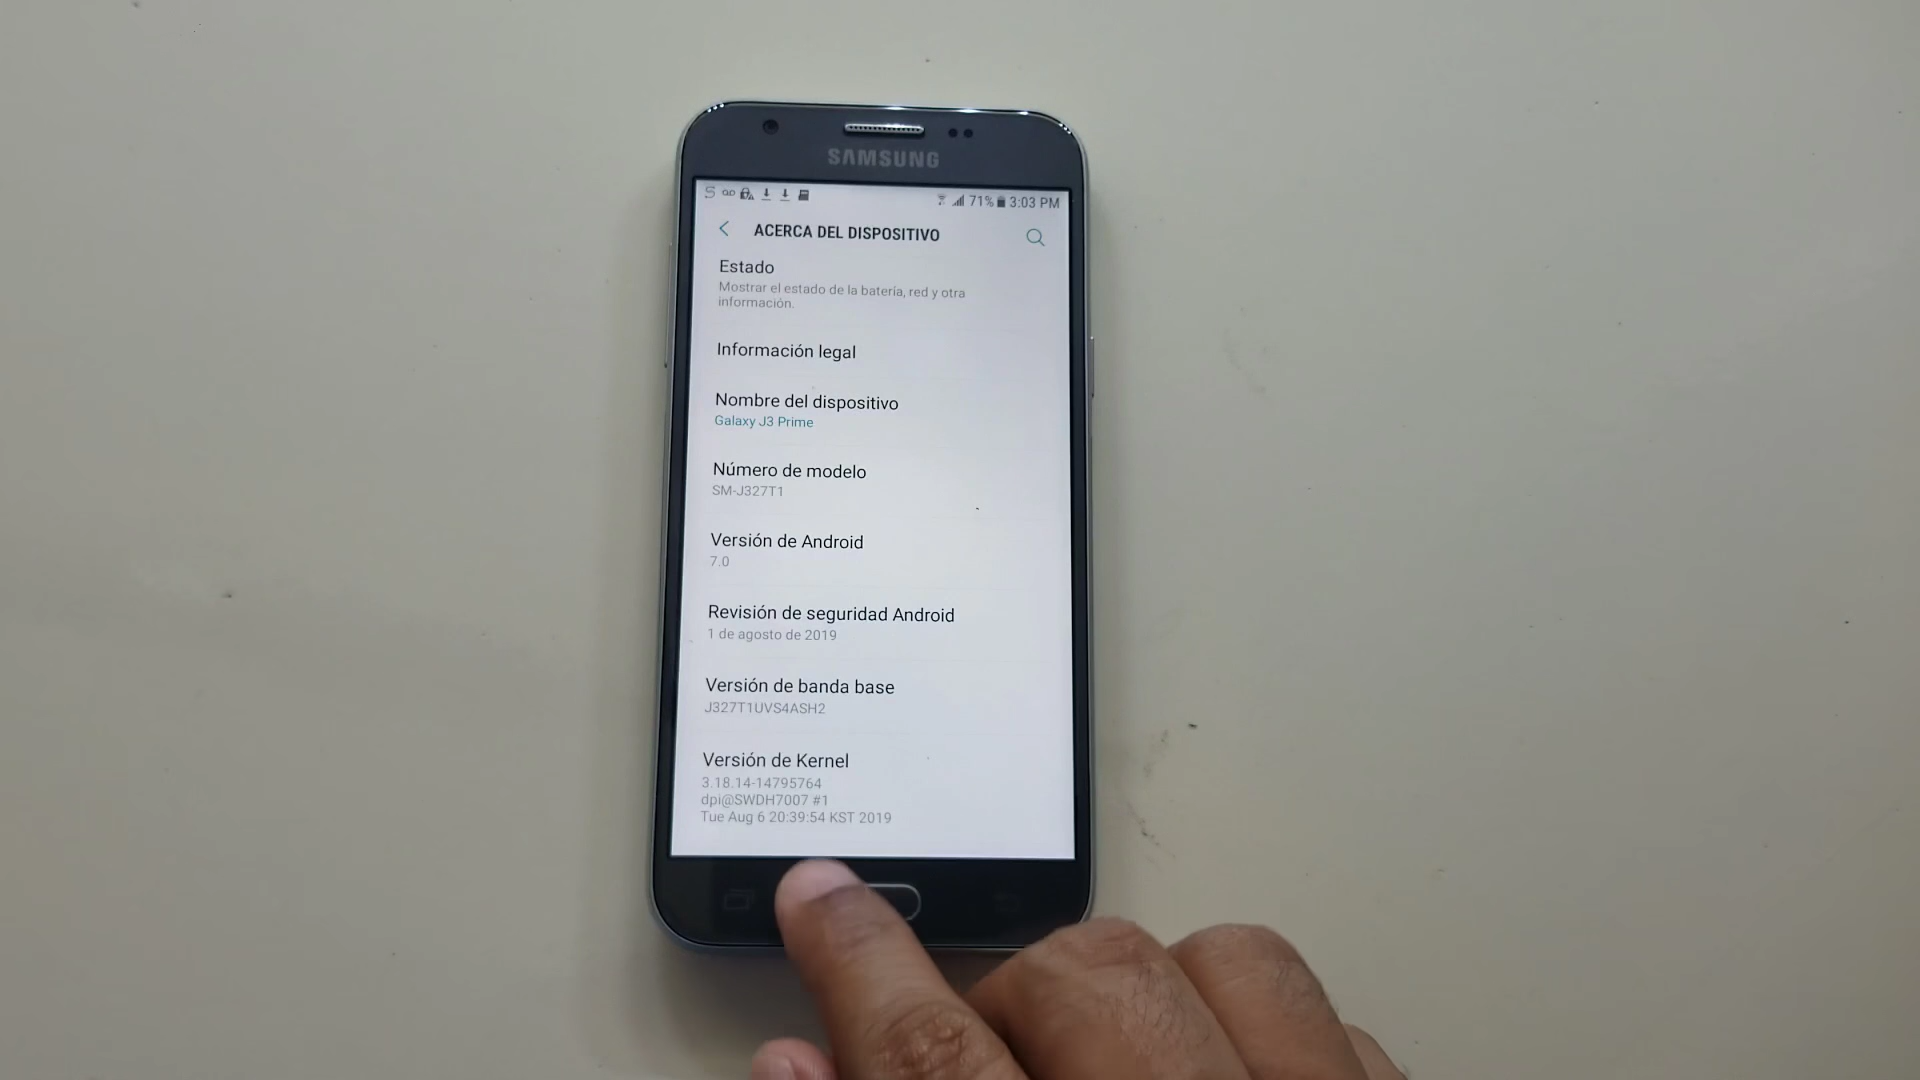 SAMSUNG
71% 3:03 PM
ACERCA DEL DISPOSITIVO
Estado
Mostrar el estado de la batería, red y otra
información.
Información legal
Nombre del dispositivo
Galaxy J3 Prime
Número de modelo
SM-J327T1
Versión de Android
7.0
Revisión de seguridad Android
1 de agosto de 2019
Versión de banda base
J327T1UVS4ASH2
Versión de Kernel
3.18.14-14795764
dpi@SWDH7007 #1
Tue Aug 6 20:39:54 KST 2019